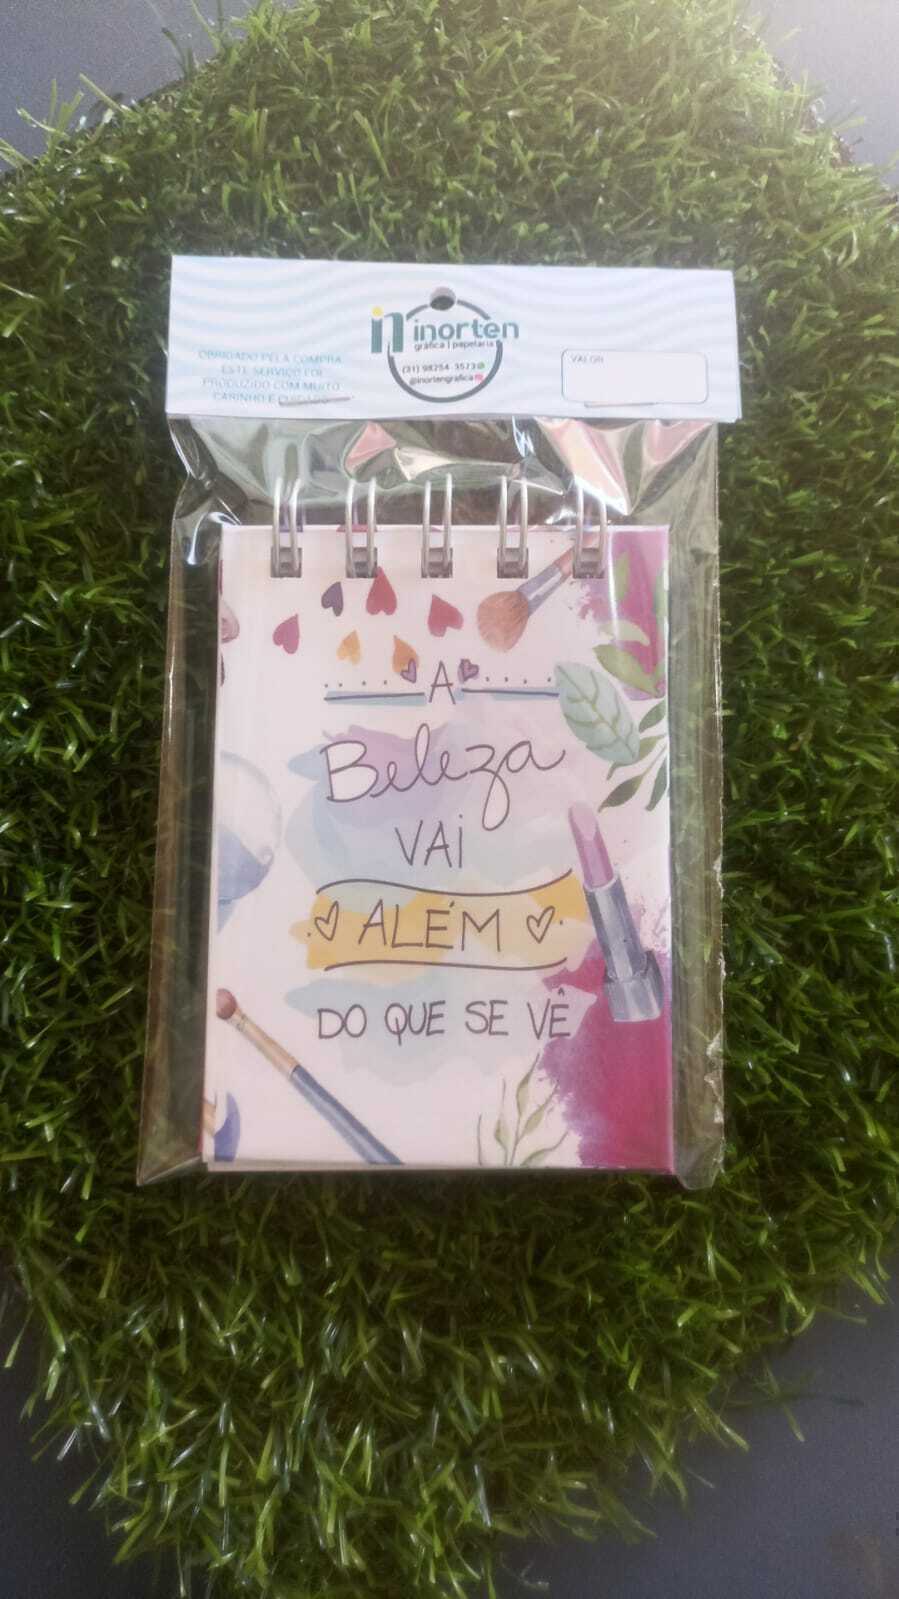 inorten
gráfica | papelaria
(31) 98254-3573
@inortengrafica
OBRIGADO PELA COMPRA
ESTE SERVIÇO FOI
PRODUZIDO COM MUITO
CARINHO E CUIDADO
VALOR
A
Beleza
VAI
ALÉM
DO QUE SE VÊ